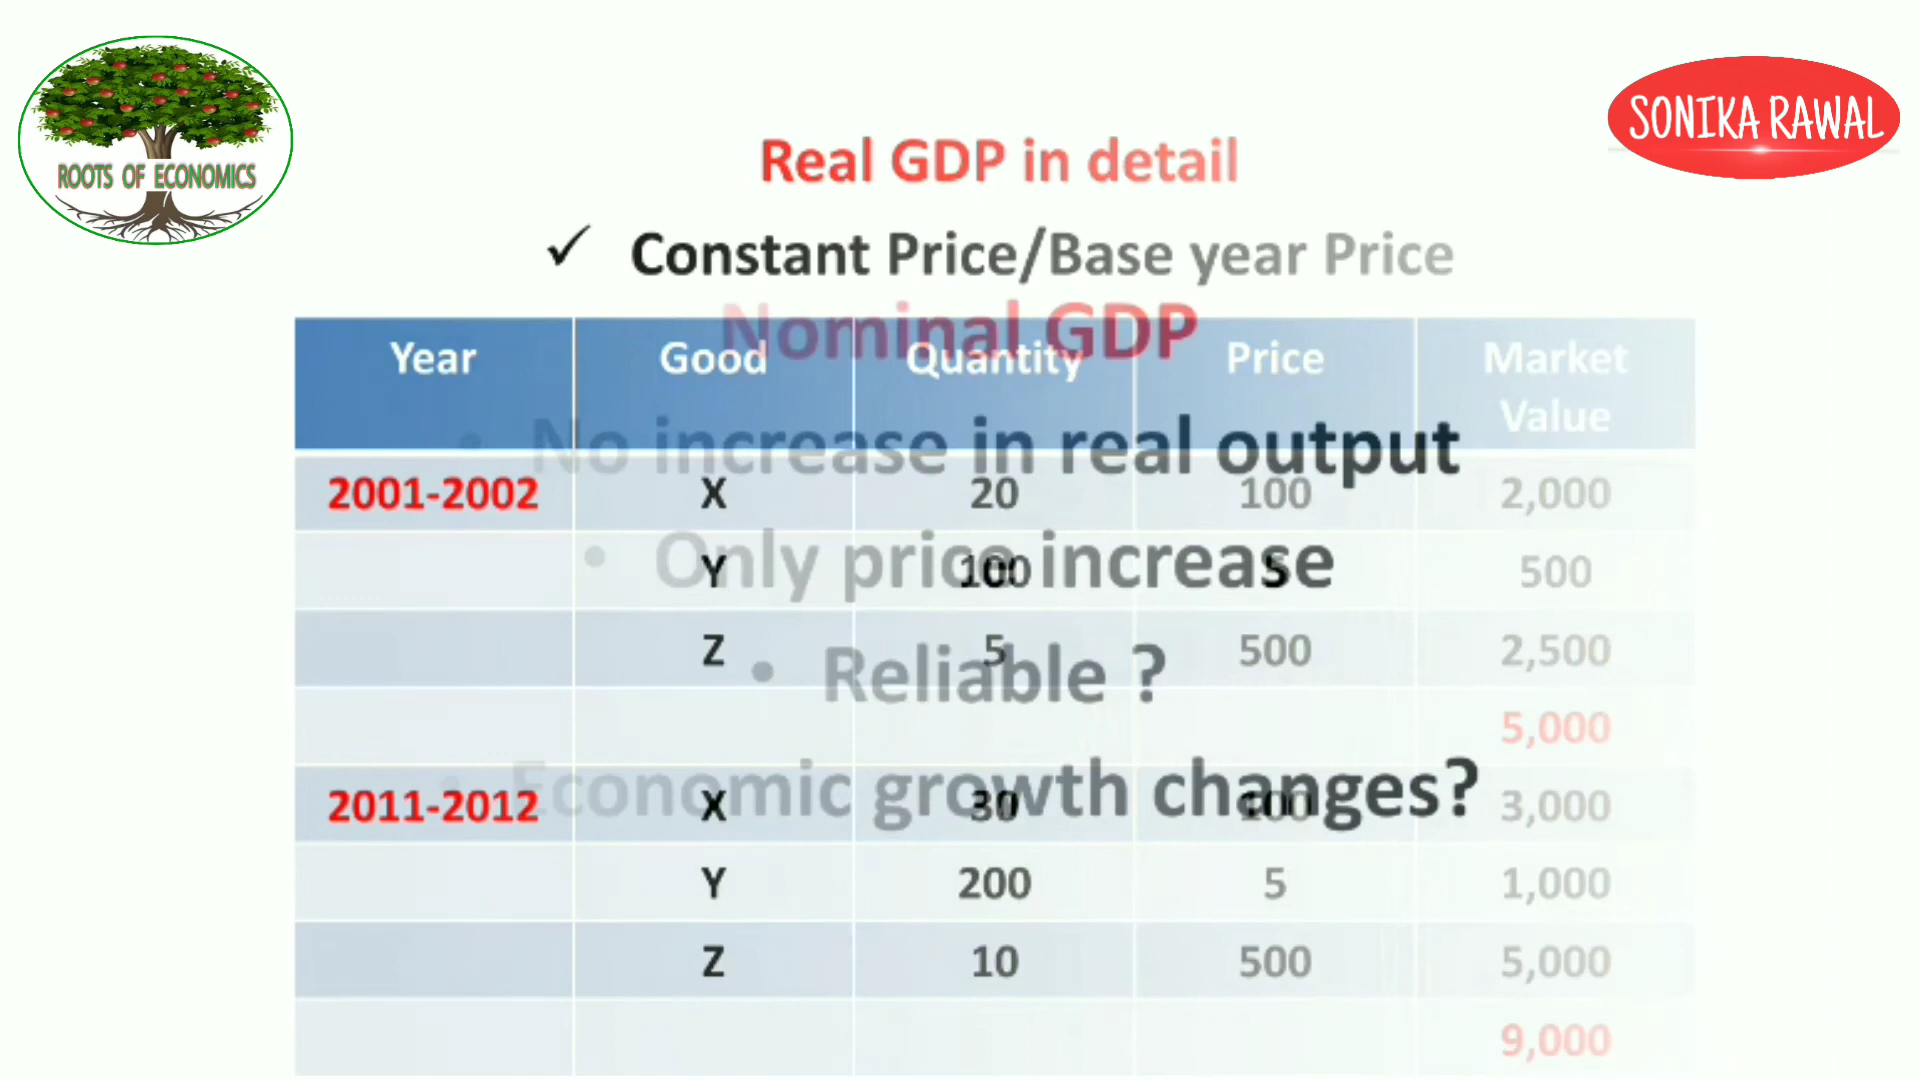 ROOTS OF ECONOMICS
SONIKA RAWAL
Real GDP in detail
✓ Constant Price/Base year Price
Nominal GDP
• No increase in real output
• Only price increase
• Reliable ?
• Economic growth changes?
Year Good Quantity Price Market Value
2001-2002 X 20 100 2,000
Y 100 5 500
Z 5 500 2,500
5,000
2011-2012 X 30 100 3,000
Y 200 5 1,000
Z 10 500 5,000
9,000